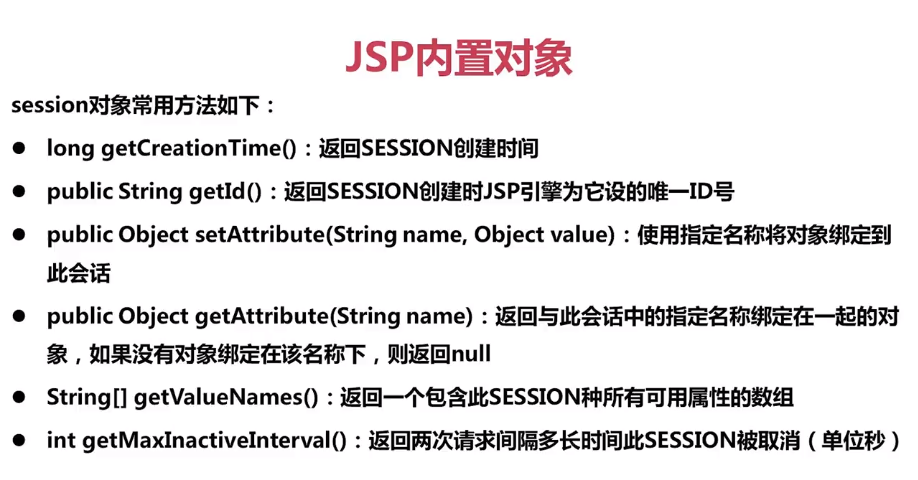 JSP内置对象
session对象常用方法如下：
● long getCreationTime()：返回SESSION创建时间
● public String getId()：返回SESSION创建时JSP引擎为它设的唯一ID号
● public Object setAttribute(String name, Object value)：使用指定名称将对象绑定到
此会话
● public Object getAttribute(String name)：返回与此会话中的指定名称绑定在一起的对
象，如果没有对象绑定在该名称下，则返回null
● String[] getValueNames()：返回一个包含此SESSION种所有可用属性的数组
● int getMaxInactiveInterval()：返回两次请求间隔多长时间此SESSION被取消（单位秒）